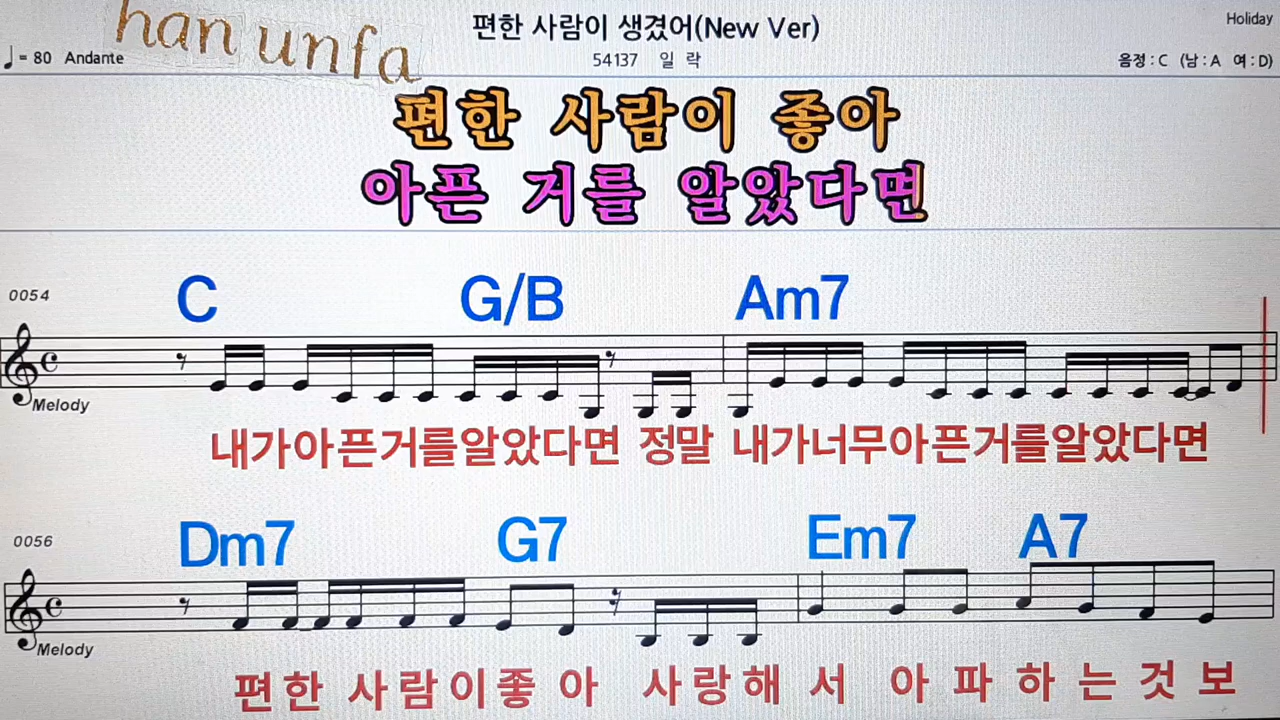 han unfa
편한 사람이 생겼어(New Ver)
Holiday
♩= 80 Andante
54137 일 락
음정 : C (남 : A 여 : D)
편한 사람이 좋아
아픈 거를 알았다면
0054
C G/B Am7
Melody
내가아픈거를알았다면 정말 내가너무아픈거를알았다면
0056
Dm7 G7 Em7 A7
Melody
편한 사람이좋 아 사랑해 서 아 파 하 는 것 보